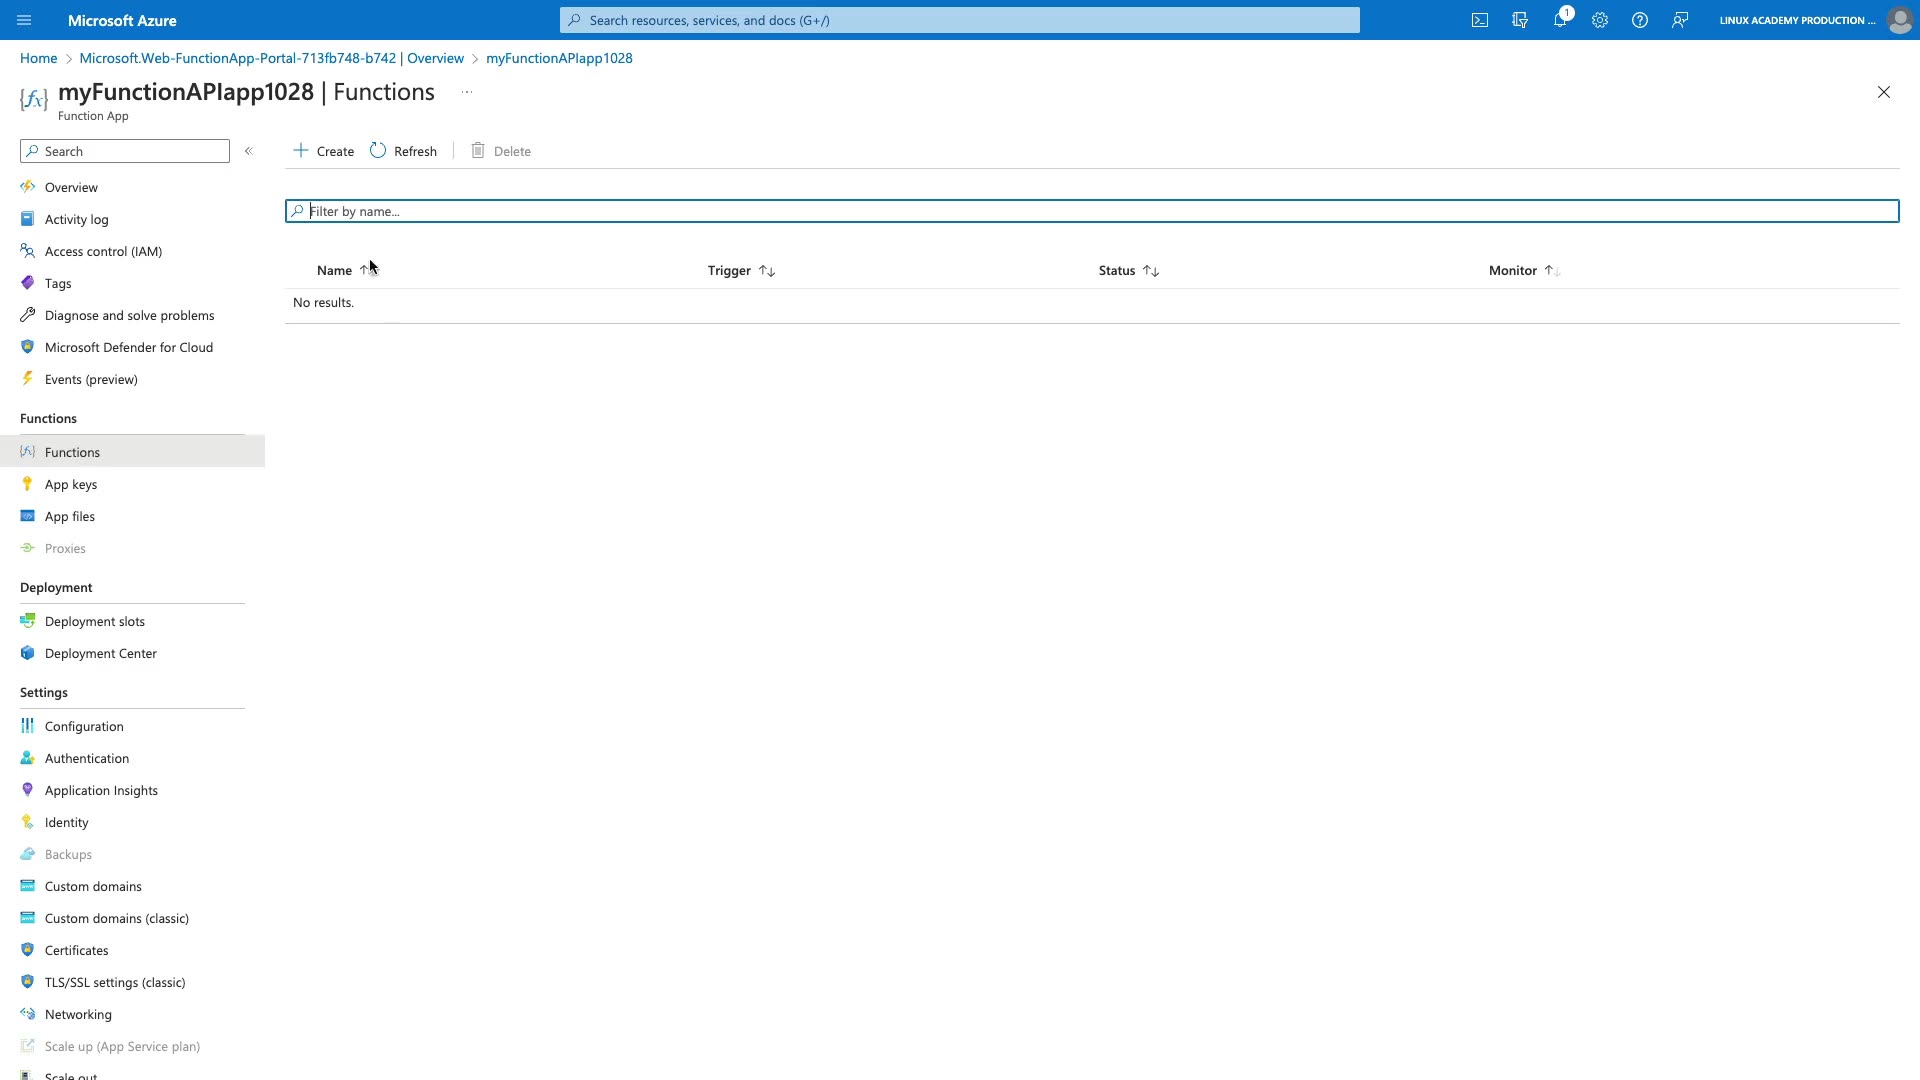 Microsoft Azure
Search resources, services, and docs (G+/)
1
LINUX ACADEMY PRODUCTION ...
Home > Microsoft.Web-FunctionApp-Portal-713fb748-b742 | Overview > myFunctionAPIapp1028
myFunctionAPIapp1028 | Functions ...
Function App
Search
Create
Refresh
Delete
Overview
Filter by name...
Activity log
Access control (IAM)
Name
Trigger
Status
Monitor
Tags
No results.
Diagnose and solve problems
Microsoft Defender for Cloud
Events (preview)
Functions
Functions
App keys
App files
Proxies
Deployment
Deployment slots
Deployment Center
Settings
Configuration
Authentication
Application Insights
Identity
Backups
Custom domains
Custom domains (classic)
Certificates
TLS/SSL settings (classic)
Networking
Scale up (App Service plan)
Scale out